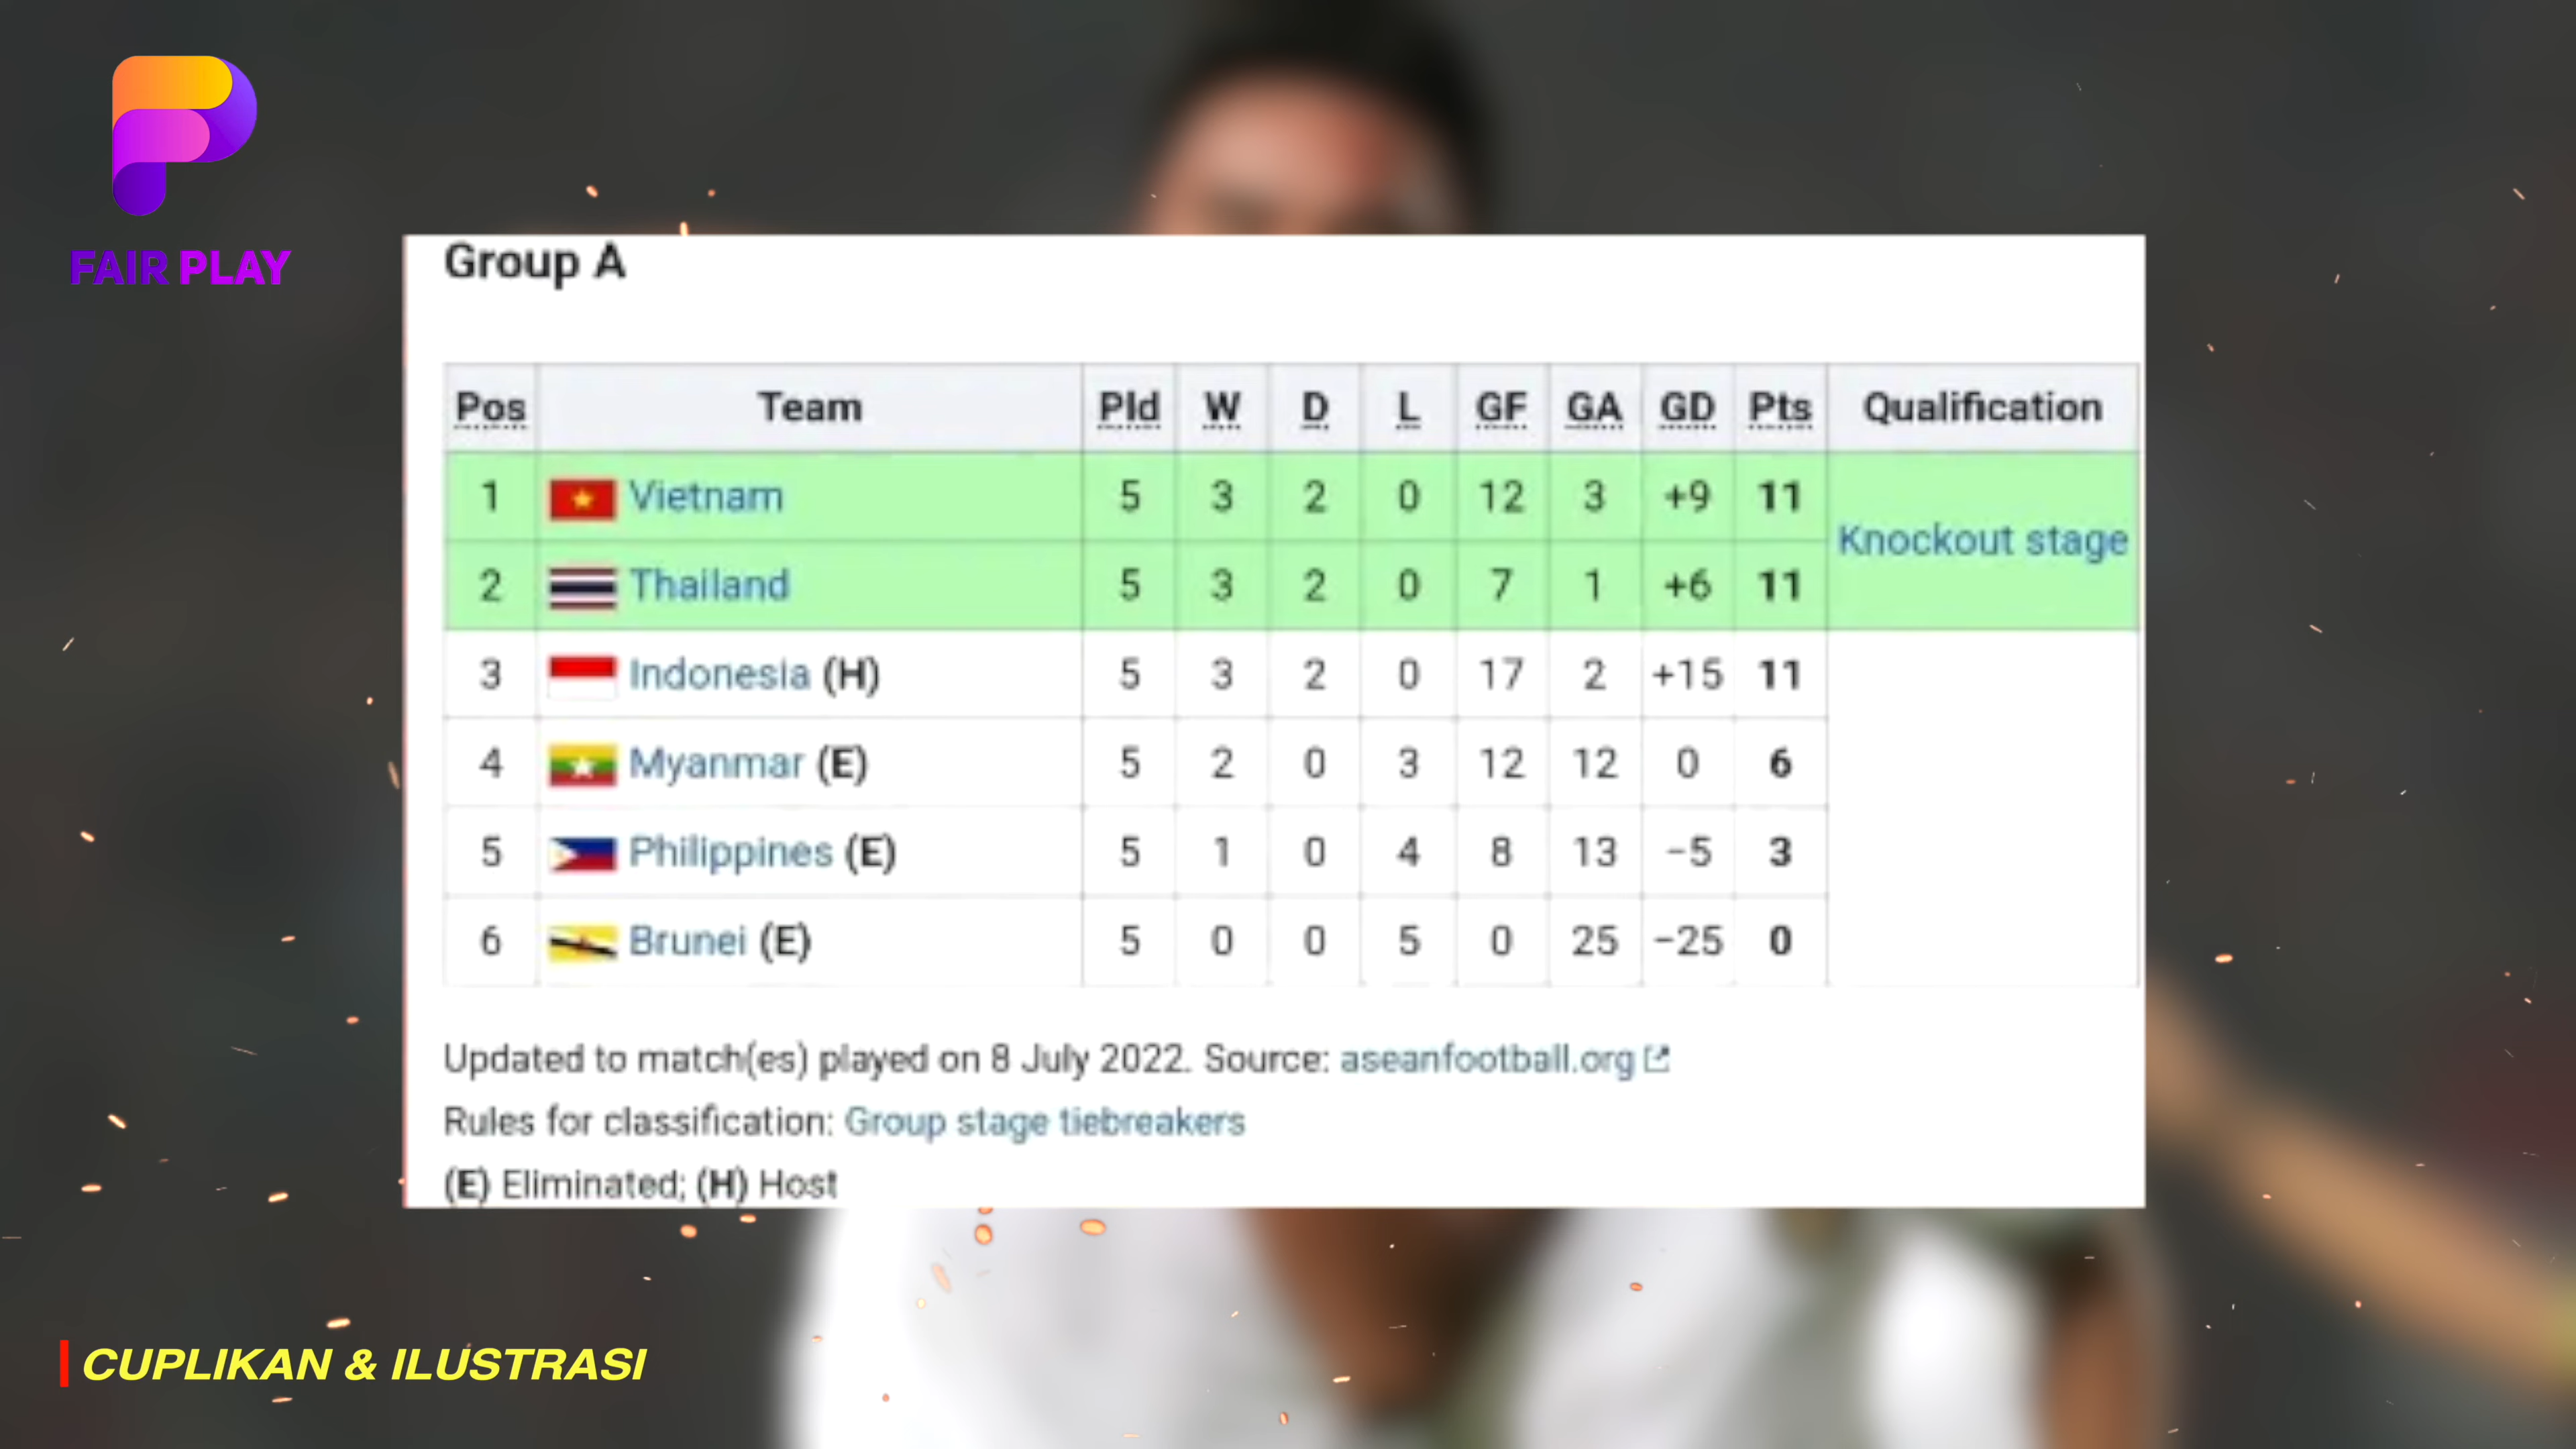 FAIR PLAY
Group A
Pos Team Pld W D L GF GA GD Pts Qualification
1 Vietnam 5 3 2 0 12 3 +9 11 Knockout stage
2 Thailand 5 3 2 0 7 1 +6 11
3 Indonesia (H) 5 3 2 0 17 2 +15 11
4 Myanmar (E) 5 2 0 3 12 12 0 6
5 Philippines (E) 5 1 0 4 8 13 −5 3
6 Brunei (E) 5 0 0 5 0 25 −25 0
Updated to match(es) played on 8 July 2022. Source: aseanfootball.org
Rules for classification: Group stage tiebreakers
(E) Eliminated; (H) Host
CUPLIKAN & ILUSTRASI